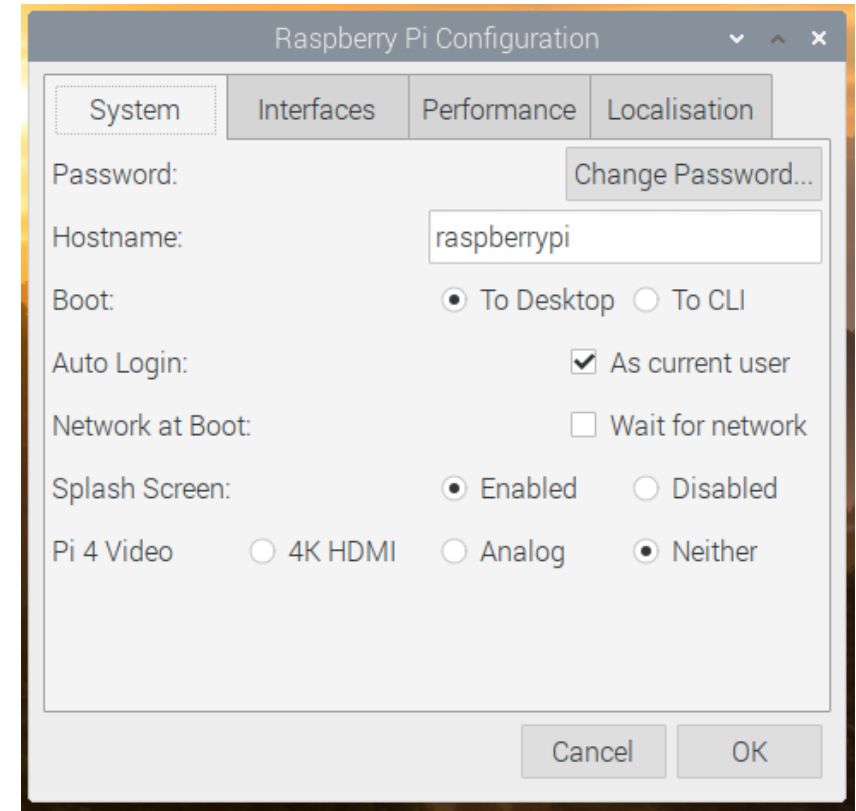 Raspberry Pi Configuration
System Interfaces Performance Localisation
Password: Change Password...
Hostname: raspberrypi
Boot: To Desktop To CLI
Auto Login: As current user
Network at Boot: Wait for network
Splash Screen: Enabled Disabled
Pi 4 Video 4K HDMI Analog Neither
Cancel OK